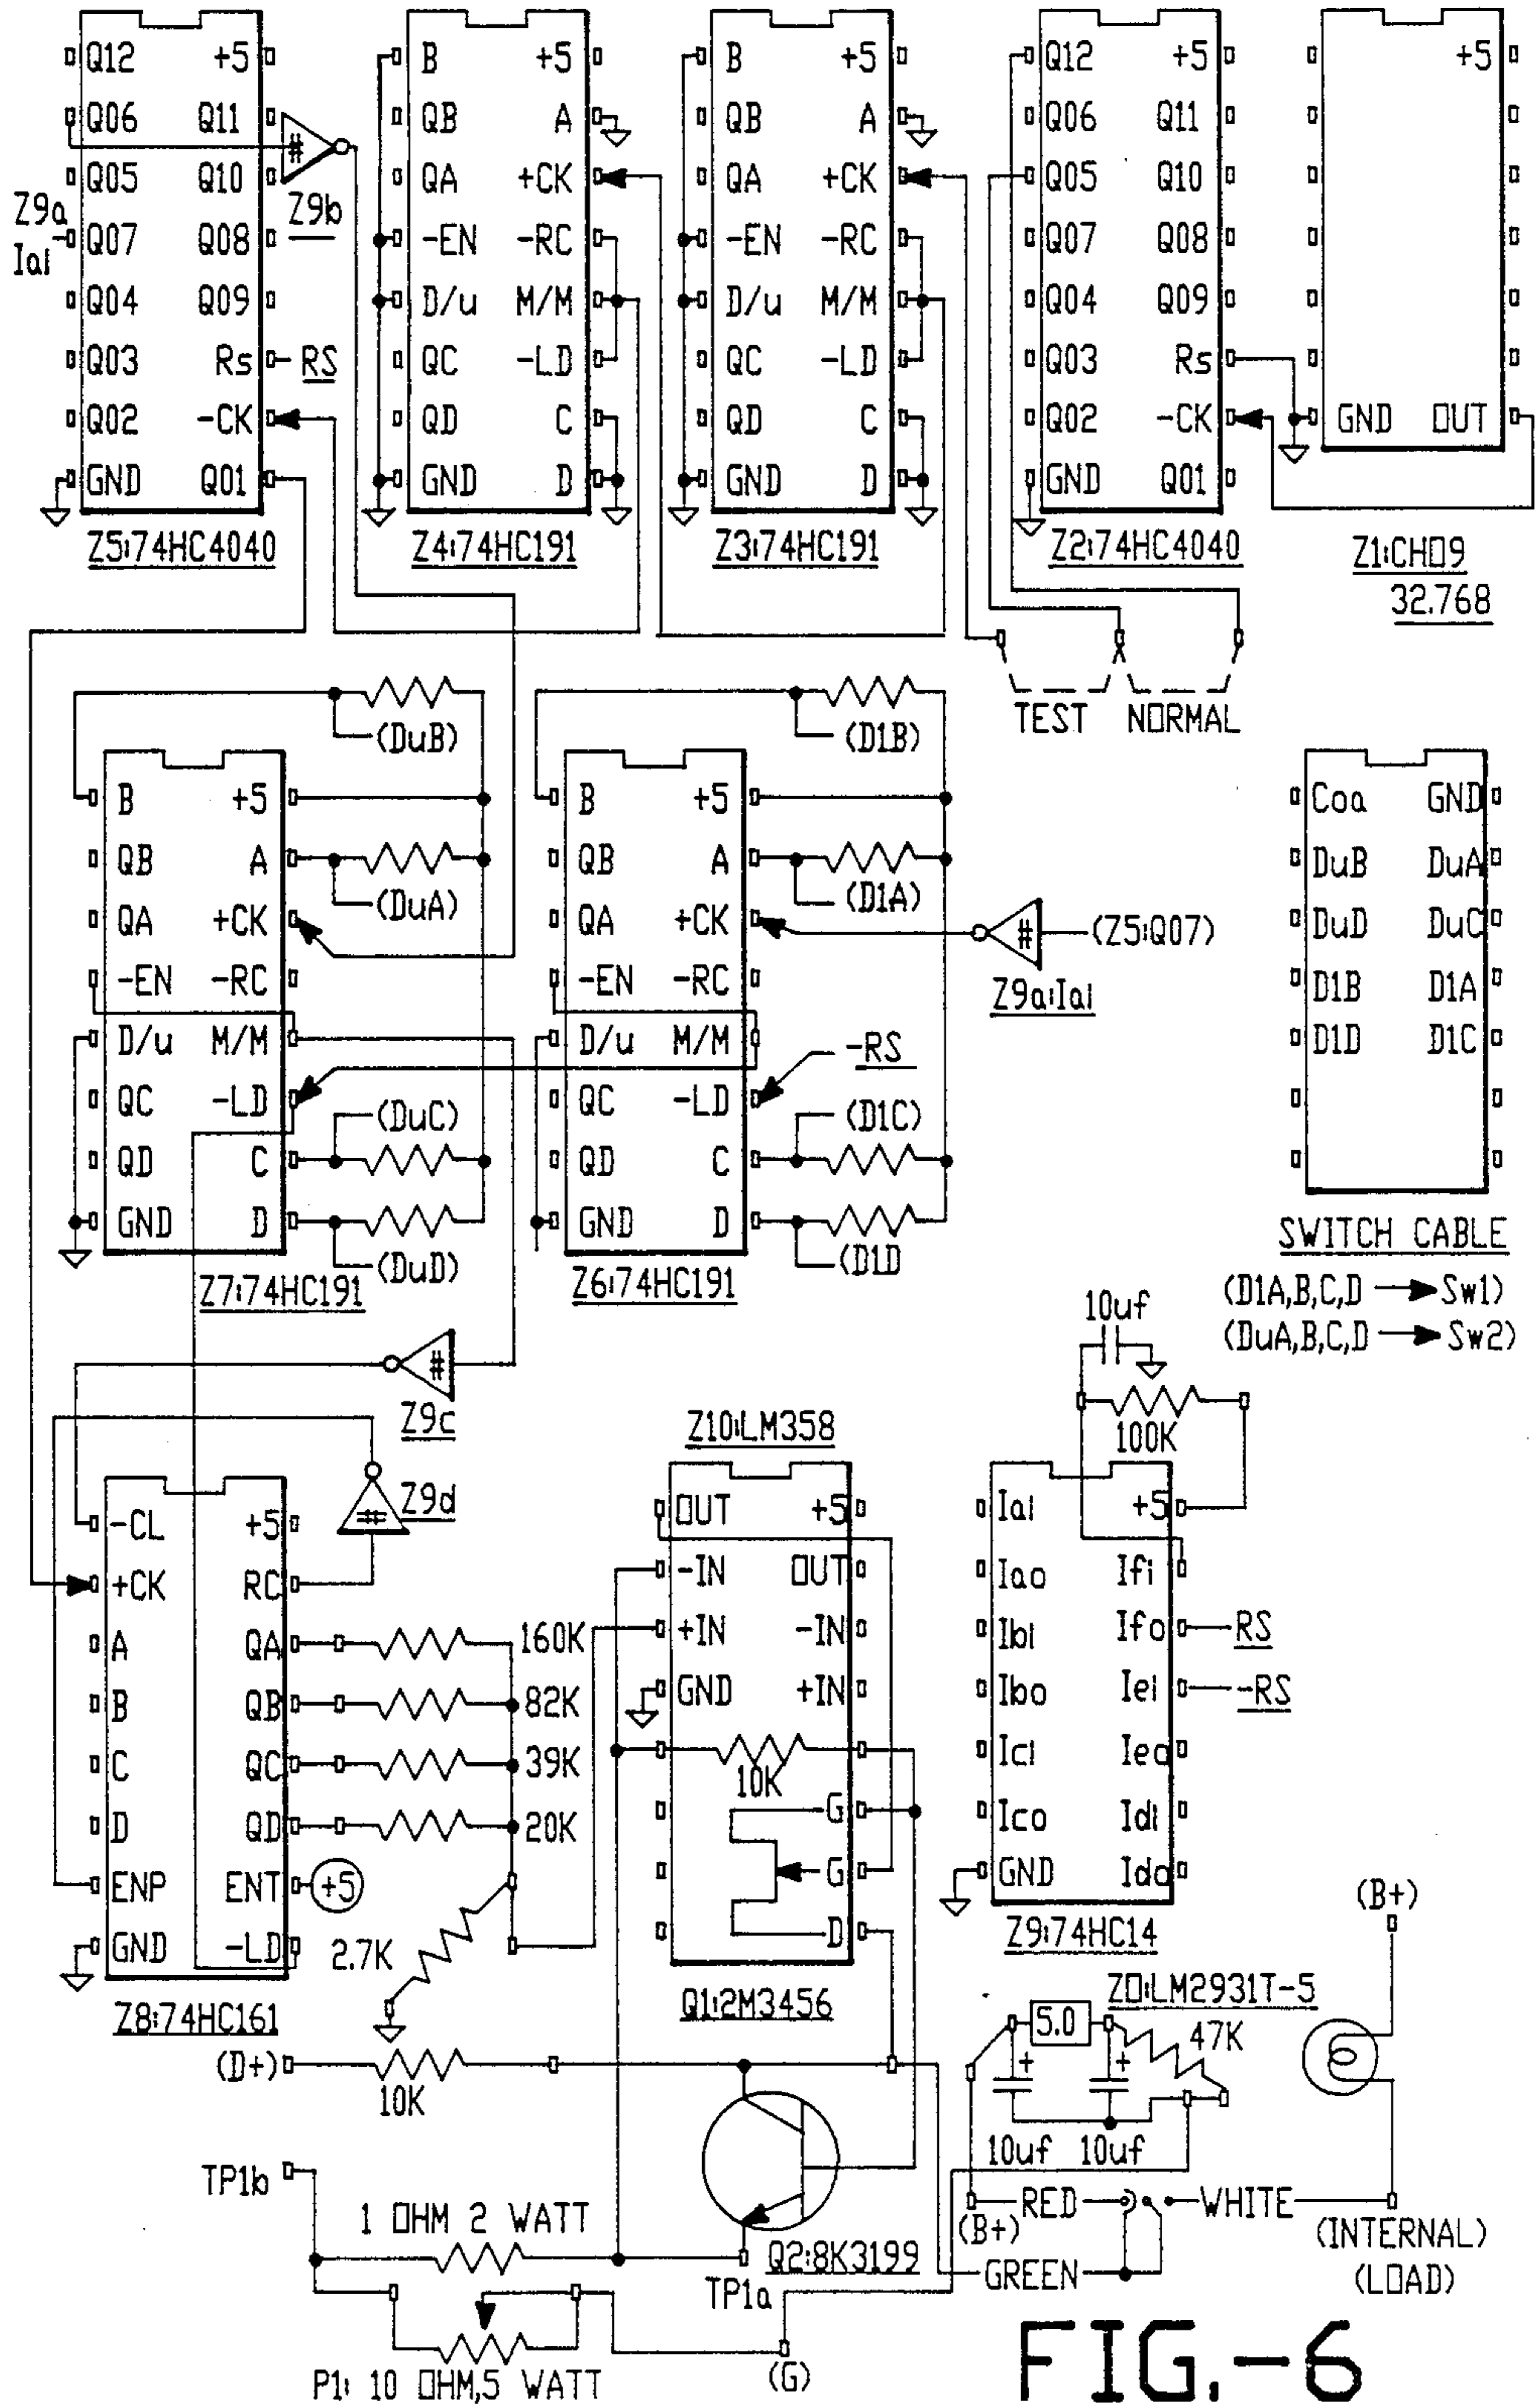 Q12 +5
Q06 Q11
Q05 Q10
Q07 Q08
Q04 Q09
Q03 Rs
Q02 -CK
GND Q01
Z5:74HC4040
Z9a
Iai
#
Z9b
RS
B +5
QB A
QA +CK
-EN -RC
D/u M/M
QC -LD
QD C
GND D
Z4:74HC191
B +5
QB A
QA +CK
-EN -RC
D/u M/M
QC -LD
QD C
GND D
Z3:74HC191
Q12 +5
Q06 Q11
Q05 Q10
Q07 Q08
Q04 Q09
Q03 Rs
Q02 -CK
GND Q01
Z2:74HC4040
+5
GND OUT
Z1:CHO9
32.768
TEST NORMAL
(DuB)
B +5
QB A
QA +CK
-EN -RC
D/u M/M
QC -LD
QD C
GND D
(DuA)
(DuC)
(DuD)
Z7:74HC191
(D1B)
B +5
QB A
QA +CK
-EN -RC
D/u M/M
QC -LD
QD C
GND D
(D1A)
#
(Z5:Q07)
Z9a:Iai
-RS
(D1C)
(D1D
Z6:74HC191
Coa GND
DuB DuA
DuD DuC
D1B D1A
D1D D1C
SWITCH CABLE
(D1A,B,C,D Sw1)
(DuA,B,C,D Sw2)
#
Z9c
#
Z9d
-CL +5
+CK RC
A QA
B QB
C QC
D QD
ENP ENT
GND -LD
+5
160K
82K
39K
20K
2.7K
Z8:74HC161
Z10:LM358
OUT +5
-IN OUT
+IN -IN
GND +IN
10K
G
G
D
Q1:2M3456
10uf
100K
Iai +5
Iao Ifi
Ibi Ifo
Ibo Iei
Ici Ieo
Ico Idi
GND Ido
RS
-RS
Z9:74HC14
(D+)
10K
TP1b
1 OHM 2 WATT
P1: 10 OHM,5 WATT
Q2:8K3199
TP1a
(G)
ZO:LM2931T-5
5.0
47K
+
+
10uf 10uf
(B+)
RED WHITE
(B+)
GREEN
(INTERNAL)
(LOAD)
FIG.-6